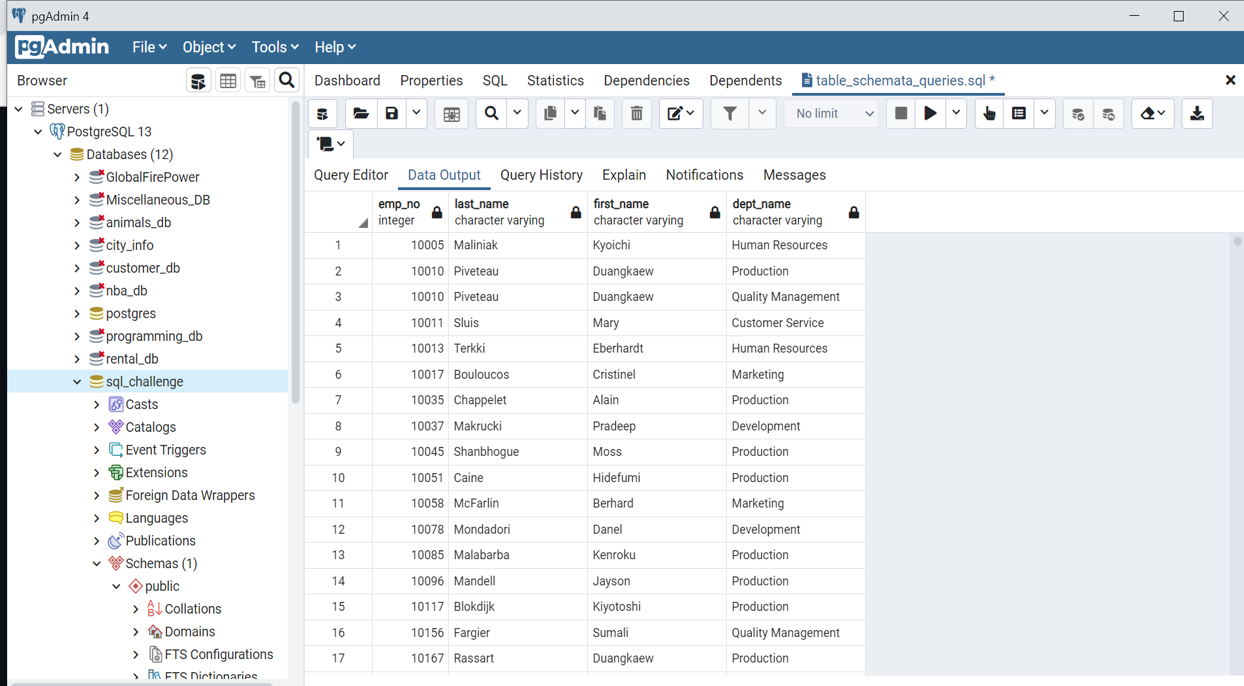 pgAdmin 4
pgAdmin File Object Tools Help
Browser
Dashboard Properties SQL Statistics Dependencies Dependents table_schemata_queries.sql *
No limit
Servers (1)
PostgreSQL 13
Databases (12)
GlobalFirePower
Miscellaneous_DB
animals_db
city_info
customer_db
nba_db
postgres
programming_db
rental_db
sql_challenge
Casts
Catalogs
Event Triggers
Extensions
Foreign Data Wrappers
Languages
Publications
Schemas (1)
public
Collations
Domains
FTS Configurations
FTS Dictionaries
Query Editor Data Output Query History Explain Notifications Messages
emp_no last_name first_name dept_name
integer character varying character varying character varying
1 10005 Maliniak Kyoichi Human Resources
2 10010 Piveteau Duangkaew Production
3 10010 Piveteau Duangkaew Quality Management
4 10011 Sluis Mary Customer Service
5 10013 Terkki Eberhardt Human Resources
6 10017 Bouloucos Cristinel Marketing
7 10035 Chappelet Alain Production
8 10037 Makrucki Pradeep Development
9 10045 Shanbhogue Moss Production
10 10051 Caine Hidefumi Production
11 10058 McFarlin Berhard Marketing
12 10078 Mondadori Danel Development
13 10085 Malabarba Kenroku Production
14 10096 Mandell Jayson Production
15 10117 Blokdijk Kiyotoshi Production
16 10156 Fargier Sumali Quality Management
17 10167 Rassart Duangkaew Production